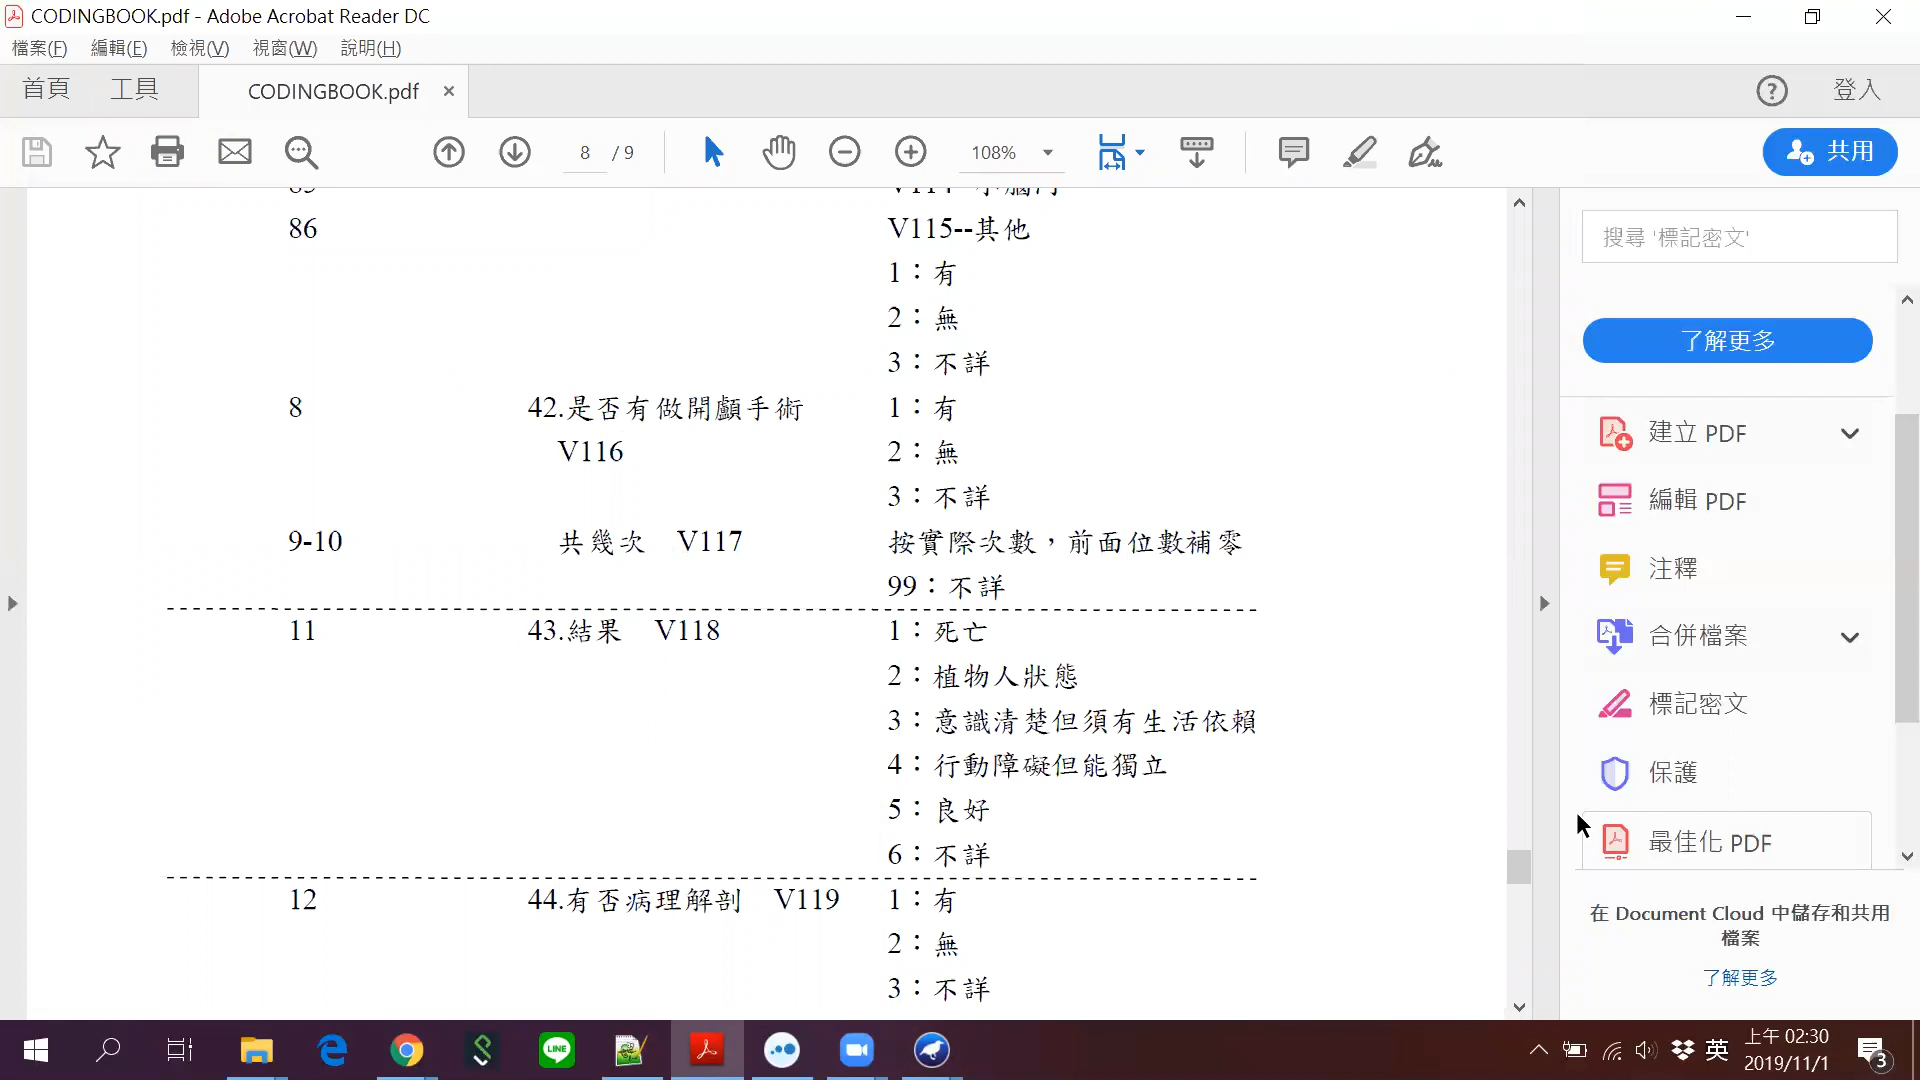 CODINGBOOK.pdf - Adobe Acrobat Reader DC
檔案(F) 編輯(E) 檢視(V) 視窗(W) 說明(H)
首頁 工具 CODINGBOOK.pdf × 登入
8 / 9 108% 共用
86 V115--其他
1：有
2：無
3：不詳
8 42.是否有做開顱手術 1：有
V116 2：無
3：不詳
9-10 共幾次 V117 按實際次數，前面位數補零
99：不詳
11 43.結果 V118 1：死亡
2：植物人狀態
3：意識清楚但須有生活依賴
4：行動障礙但能獨立
5：良好
6：不詳
12 44.有否病理解剖 V119 1：有
2：無
3：不詳
搜尋 '標記密文'
了解更多
建立 PDF
編輯 PDF
注釋
合併檔案
標記密文
保護
最佳化 PDF
在 Document Cloud 中儲存和共用
檔案
了解更多
LINE
英
上午 02:30
2019/11/1
3